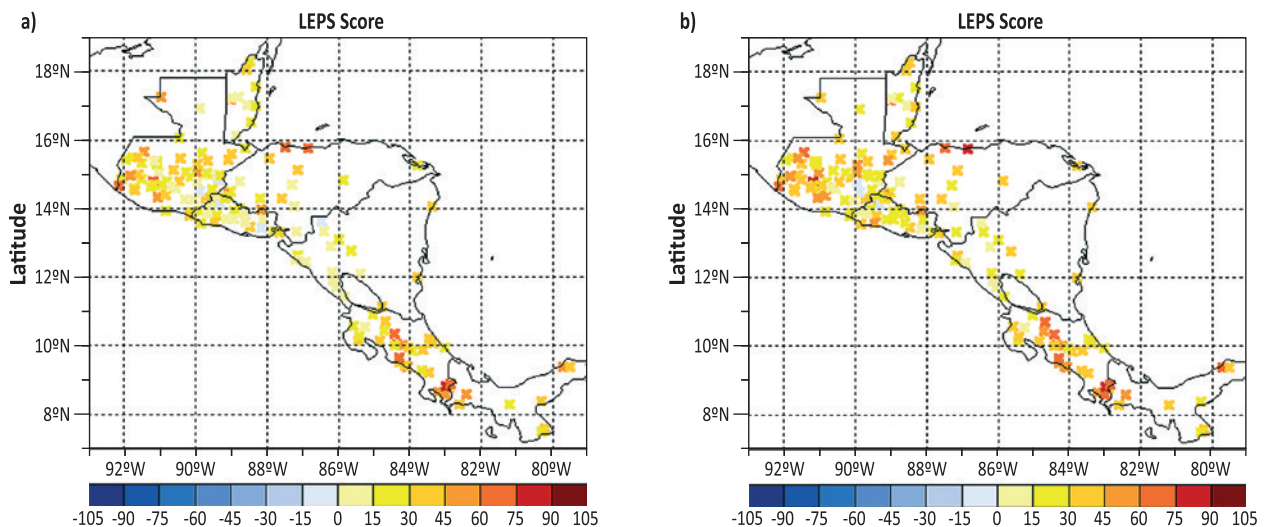 a)
LEPS Score
Latitude
18ºN
16ºN
14ºN
12ºN
10ºN
8ºN
92ºW 90ºW 88ºW 86ºW 84ºW 82ºW 80ºW
-105 -90 -75 -60 -45 -30 -15 0 15 30 45 60 75 90 105
b)
LEPS Score
Latitude
18ºN
16ºN
14ºN
12ºN
10ºN
8ºN
92ºW 90ºW 88ºW 86ºW 84ºW 82ºW 80ºW
-105 -90 -75 -60 -45 -30 -15 0 15 30 45 60 75 90 105